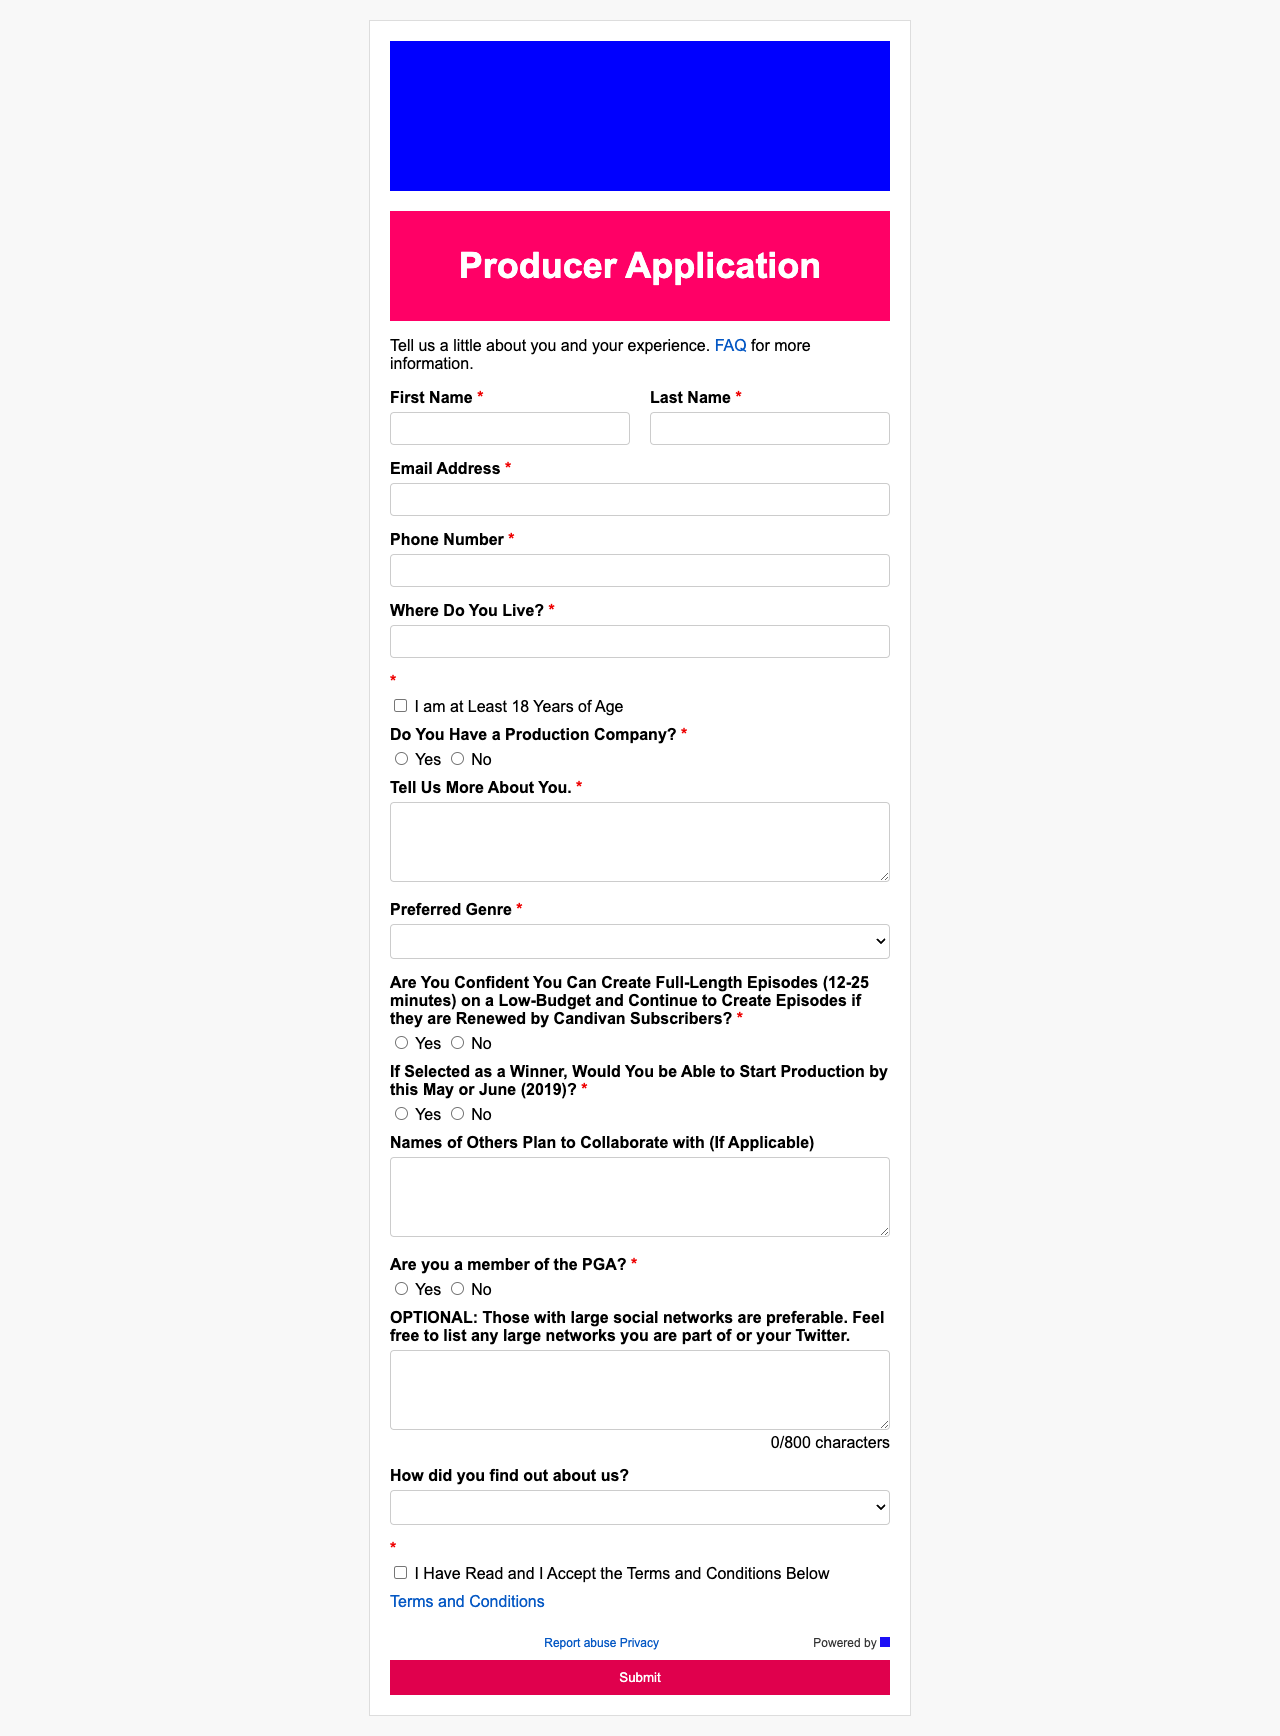 Producer Application
Tell us a little about you and your experience. FAQ for more
information.
First Name *
Last Name *
Email Address *
Phone Number *
Where Do You Live? *
*
I am at Least 18 Years of Age
Do You Have a Production Company? *
Yes No
Tell Us More About You. *
Preferred Genre *
Are You Confident You Can Create Full-Length Episodes (12-25
minutes) on a Low-Budget and Continue to Create Episodes if
they are Renewed by Candivan Subscribers? *
Yes No
If Selected as a Winner, Would You be Able to Start Production by
this May or June (2019)? *
Yes No
Names of Others Plan to Collaborate with (If Applicable)
Are you a member of the PGA? *
Yes No
OPTIONAL: Those with large social networks are preferable. Feel
free to list any large networks you are part of or your Twitter.
0/800 characters
How did you find out about us?
*
I Have Read and I Accept the Terms and Conditions Below
Terms and Conditions
Report abuse Privacy
Powered by
Submit